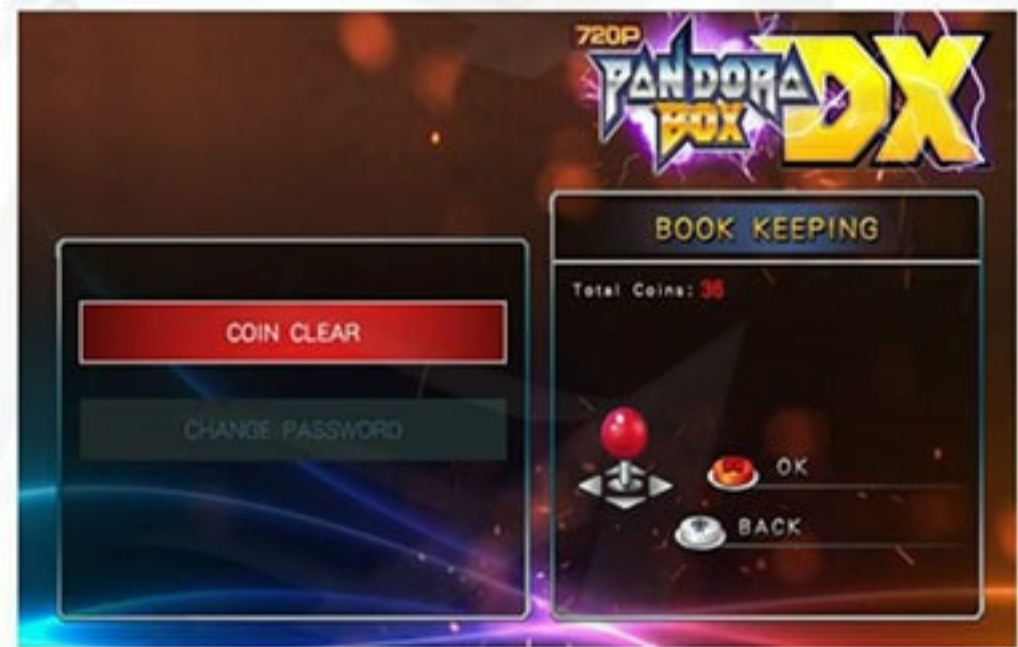 720P
PANDORA
BOX
DX
BOOK KEEPING
Total Coins: 36
COIN CLEAR
CHANGE PASSWORD
OK
BACK